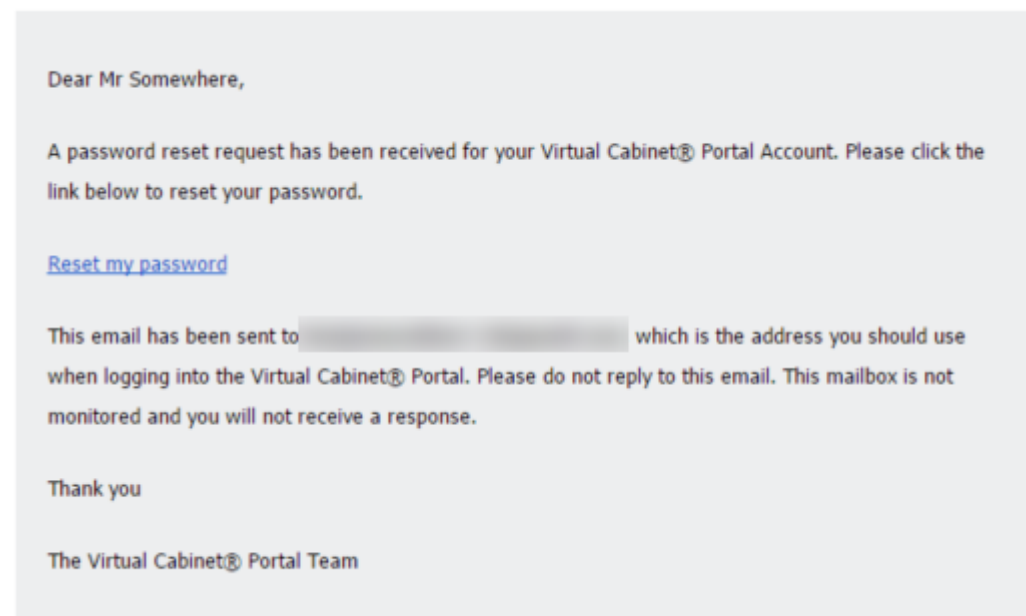 Dear Mr Somewhere,
A password reset request has been received for your Virtual Cabinet® Portal Account. Please click the
link below to reset your password.
Reset my password
This email has been sent to which is the address you should use
when logging into the Virtual Cabinet® Portal. Please do not reply to this email. This mailbox is not
monitored and you will not receive a response.
Thank you
The Virtual Cabinet® Portal Team